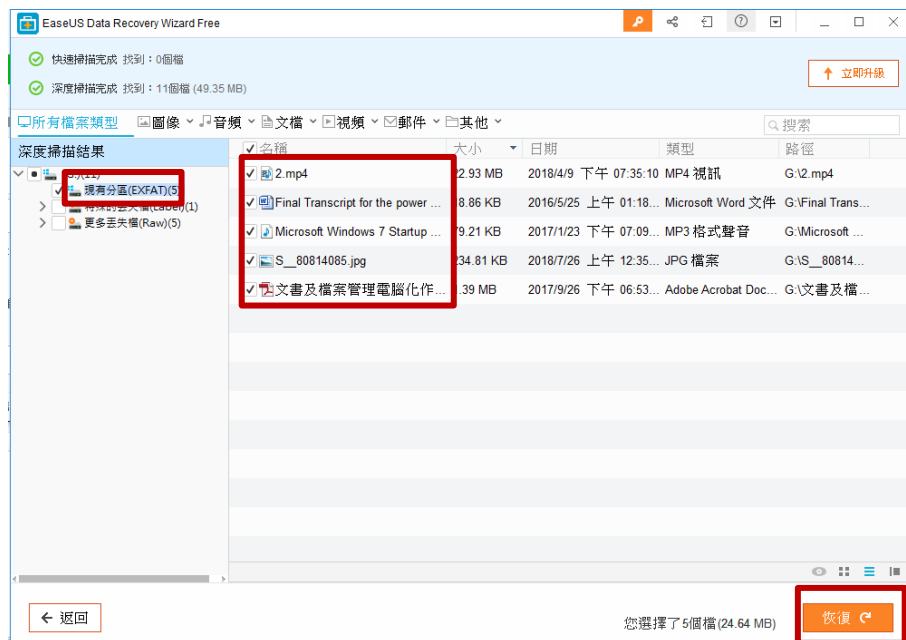 EaseUS Data Recovery Wizard Free
快速掃描完成 找到：0個檔
深度掃描完成 找到：11個檔 (49.35 MB)
立即升級
所有檔案類型 圖像 音頻 文檔 視頻 郵件 其他
搜索
深度掃描結果
名稱 大小 日期 類型 路徑
現有分區(EXFAT)(5)
(Label)(1)
更多丟失檔(Raw)(5)
2.mp4 2.93 MB 2018/4/9 下午 07:35:10 MP4 視訊 G:\2.mp4
Final Transcript for the power ... 8.86 KB 2016/5/25 上午 01:18... Microsoft Word 文件 G:\Final Trans...
Microsoft Windows 7 Startup ... 9.21 KB 2017/1/23 下午 07:09... MP3 格式聲音 G:\Microsoft ...
S__80814085.jpg 234.81 KB 2018/7/26 上午 12:35... JPG 檔案 G:\S__80814...
文書及檔案管理電腦化作... .39 MB 2017/9/26 下午 06:53... Adobe Acrobat Doc... G:\文書及檔...
返回
您選擇了5個檔(24.64 MB)
恢復